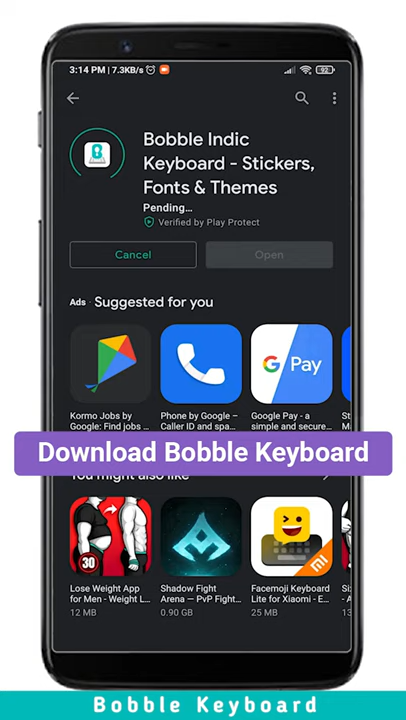 3:14 PM | 7.3KB/s
92
Bobble Indic
Keyboard - Stickers,
Fonts & Themes
Pending...
Verified by Play Protect
Cancel
Open
Ads · Suggested for you
G Pay
Kormo Jobs by
Google: Find jobs ...
Phone by Google –
Caller ID and spa...
Google Pay - a
simple and secure...
Download Bobble Keyboard
You might also like
30
Lose Weight App
for Men - Weight L...
12 MB
Shadow Fight
Arena — PvP Fight...
0.90 GB
Facemoji Keyboard
Lite for Xiaomi - E...
25 MB
Bobble Keyboard